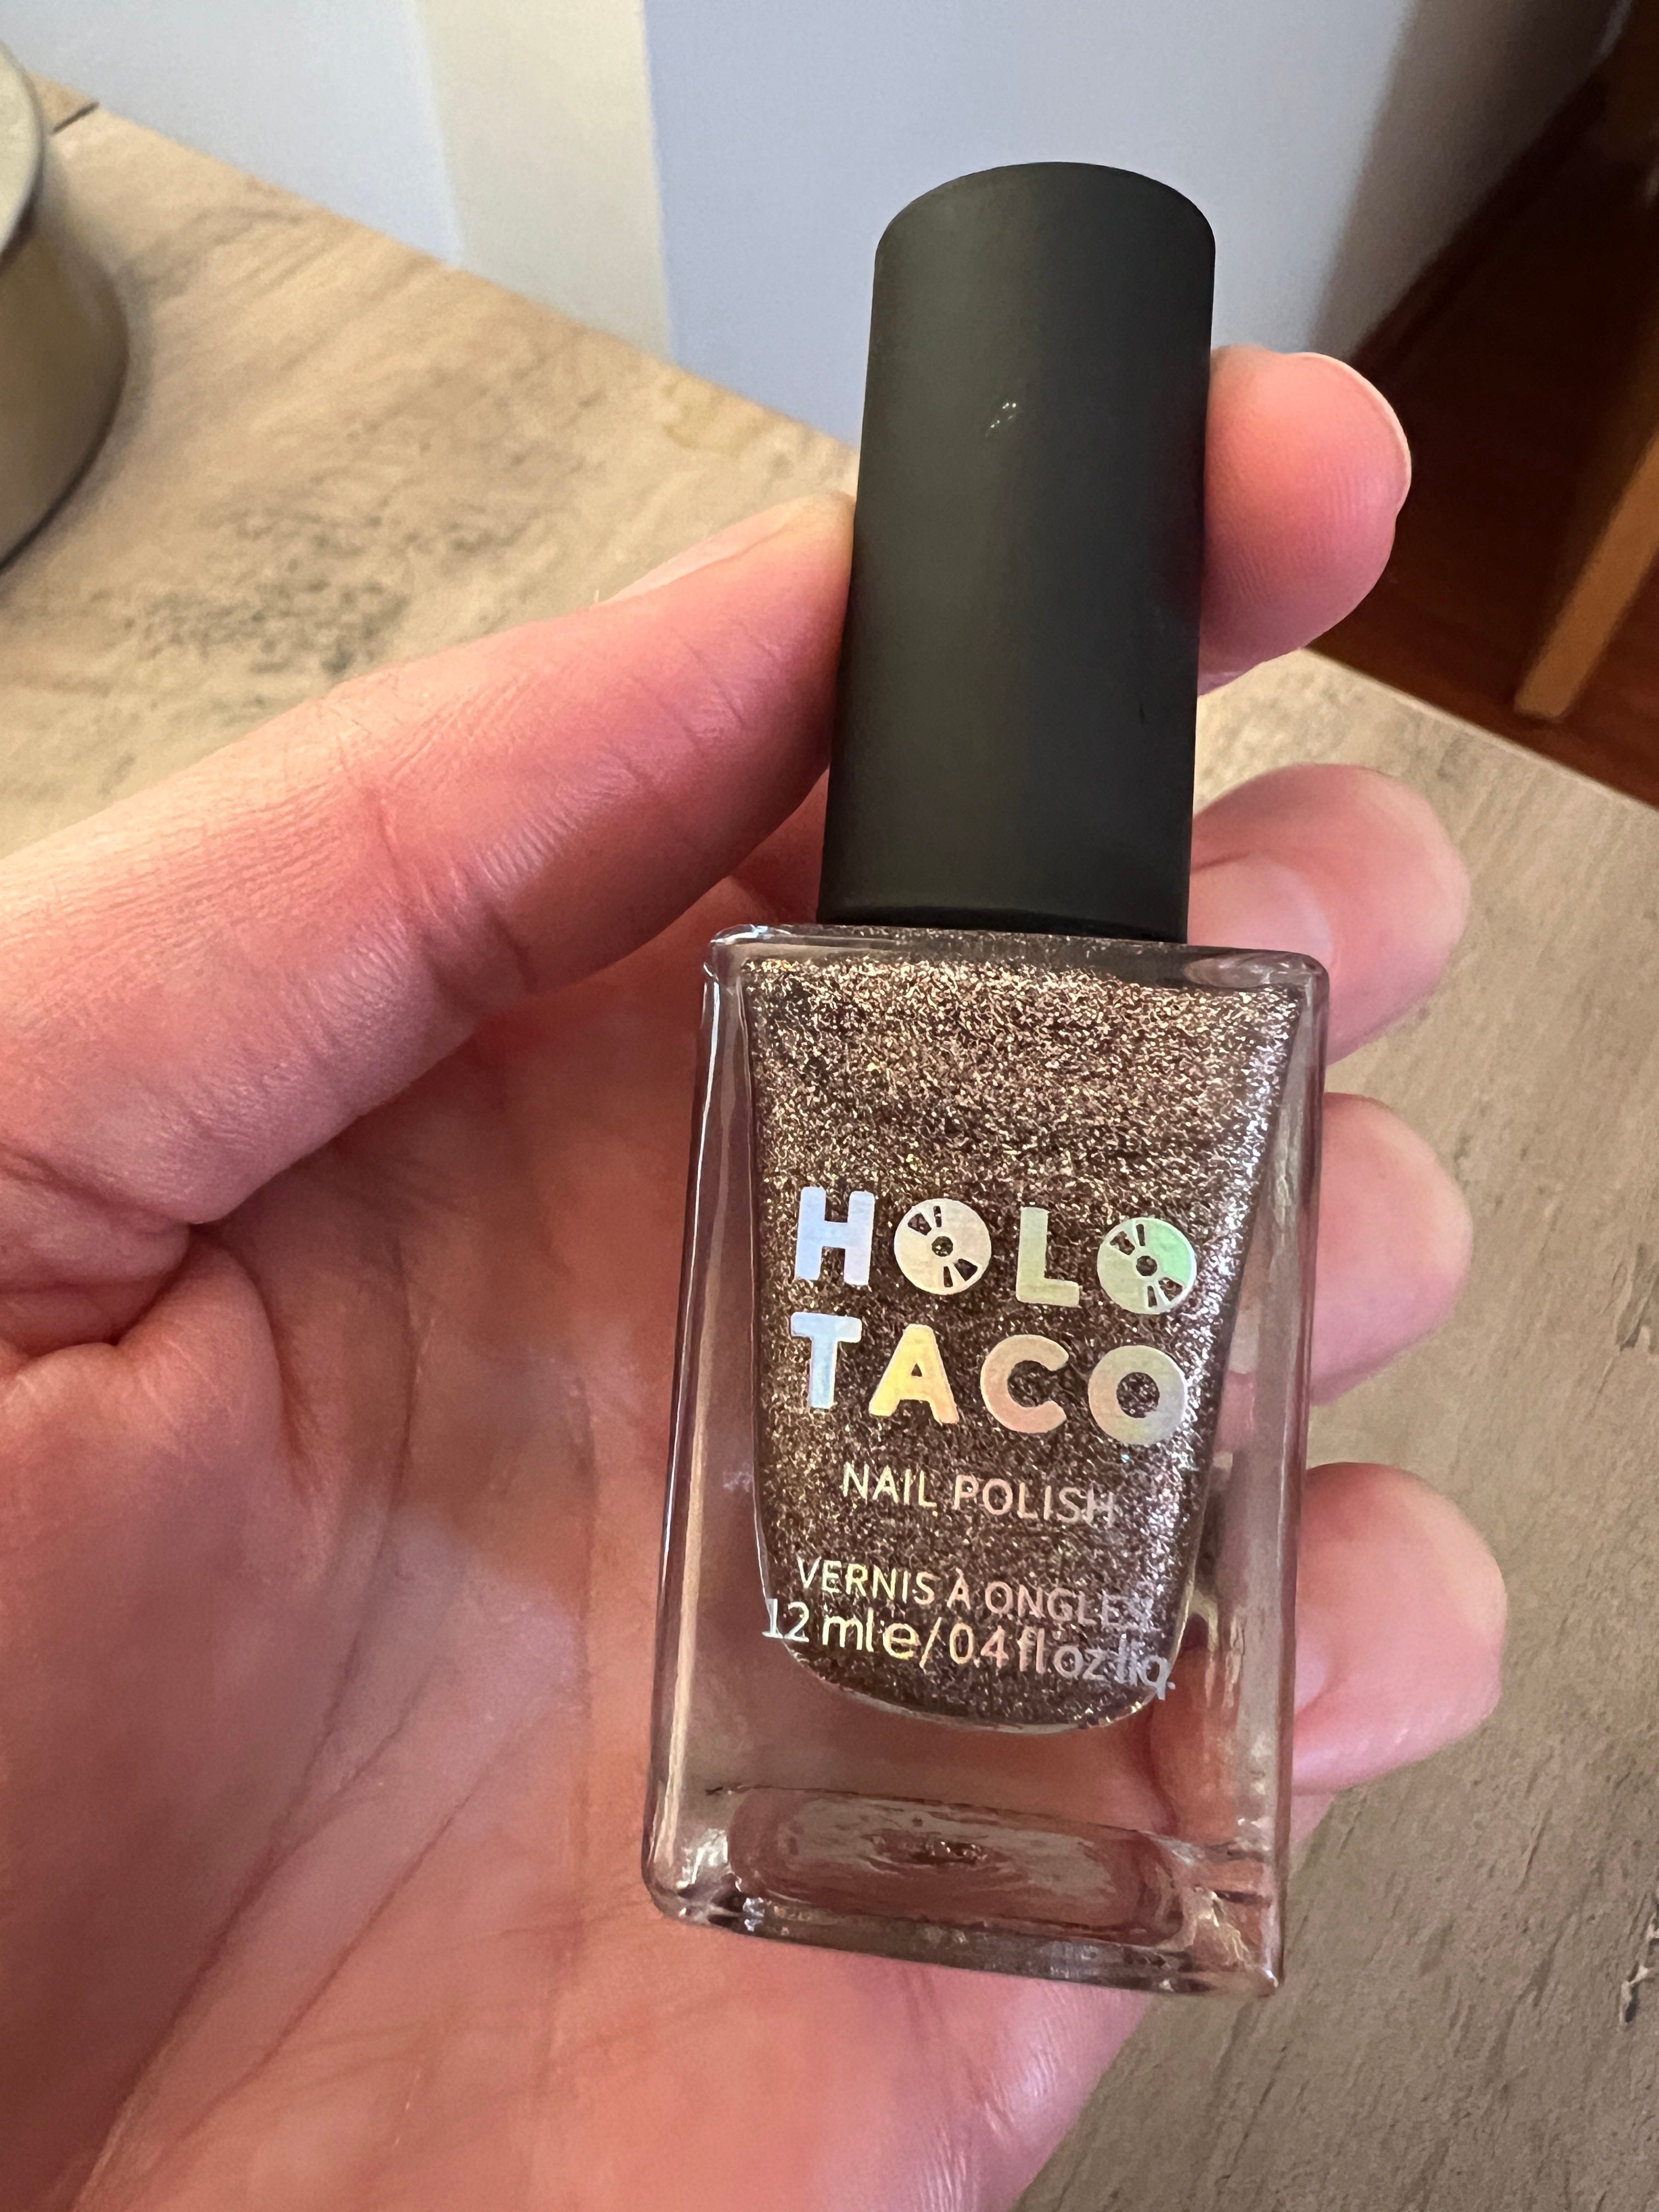 HOLO
TACO
NAIL POLISH
VERNIS À ONGLES
12 ml e/0.4 fl oz liq.